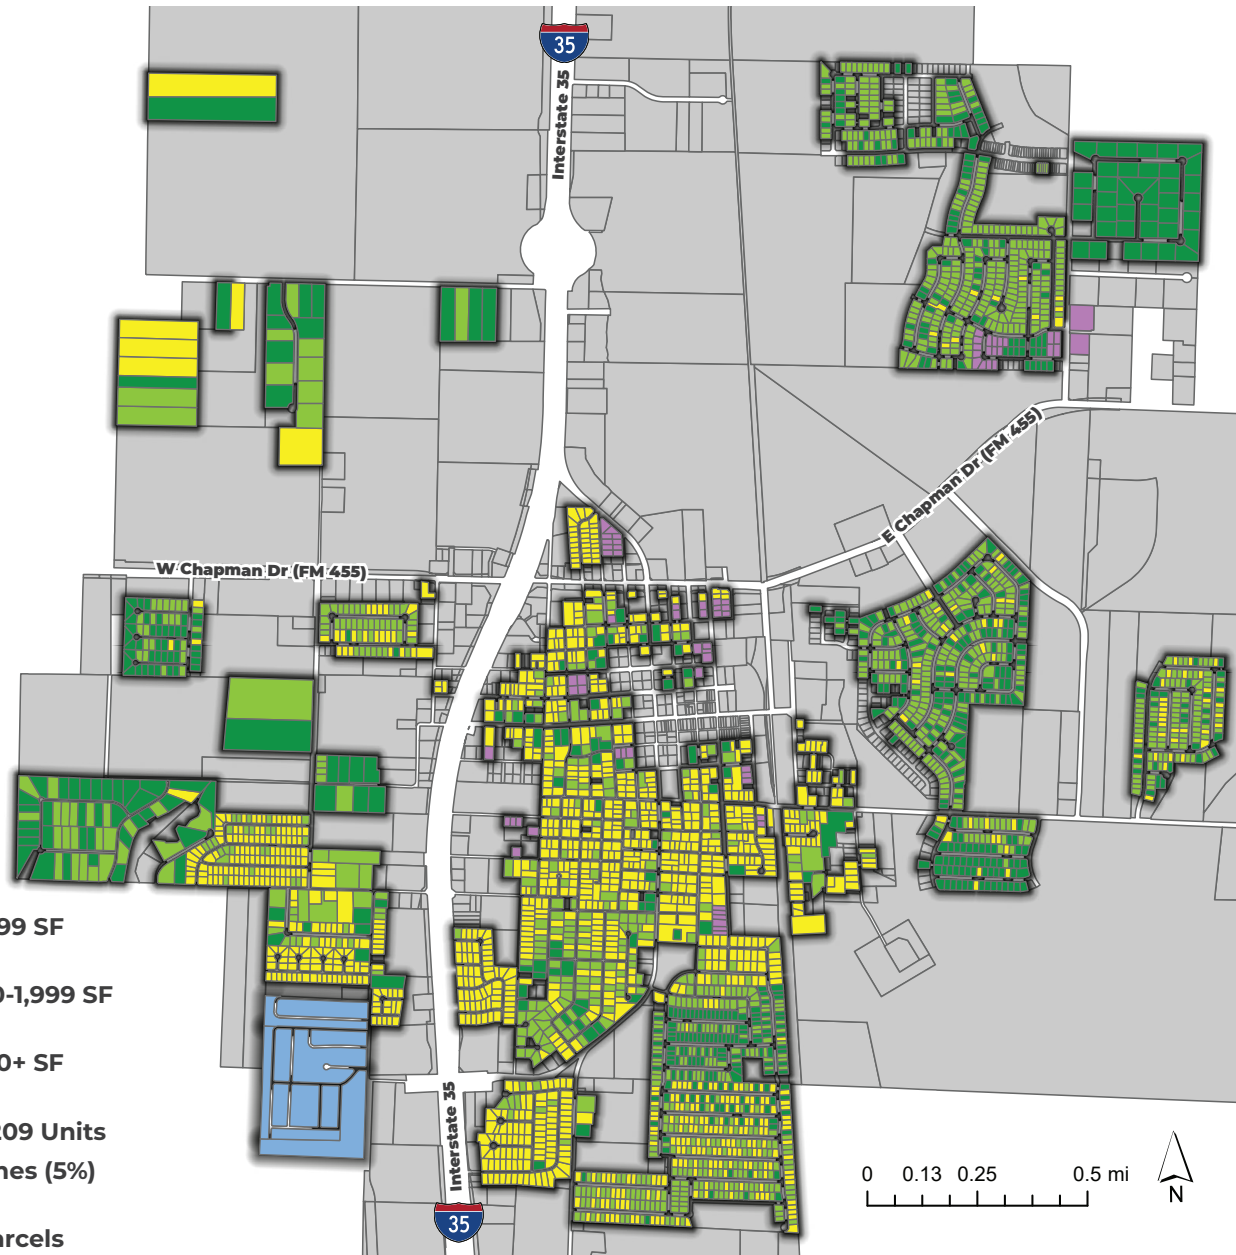 35
Interstate 35
E Chapman Dr (FM 455)
W Chapman Dr (FM 455)
99 SF
0-1,999 SF
0+ SF
209 Units
nes (5%)
arcels
Interstate 35
35
0 0.13 0.25 0.5 mi
N